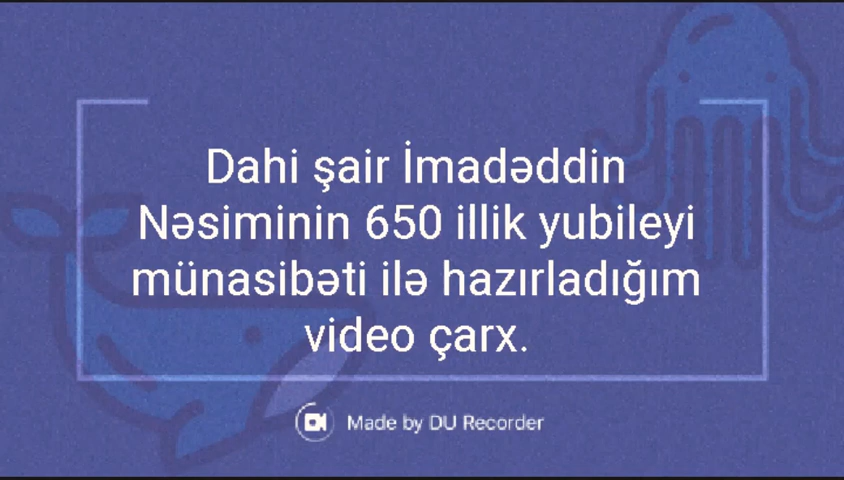 Dahi şair İmadəddin
Nəsiminin 650 illik yubileyi
münasibəti ilə hazırladığım
video çarx.
Made by DU Recorder